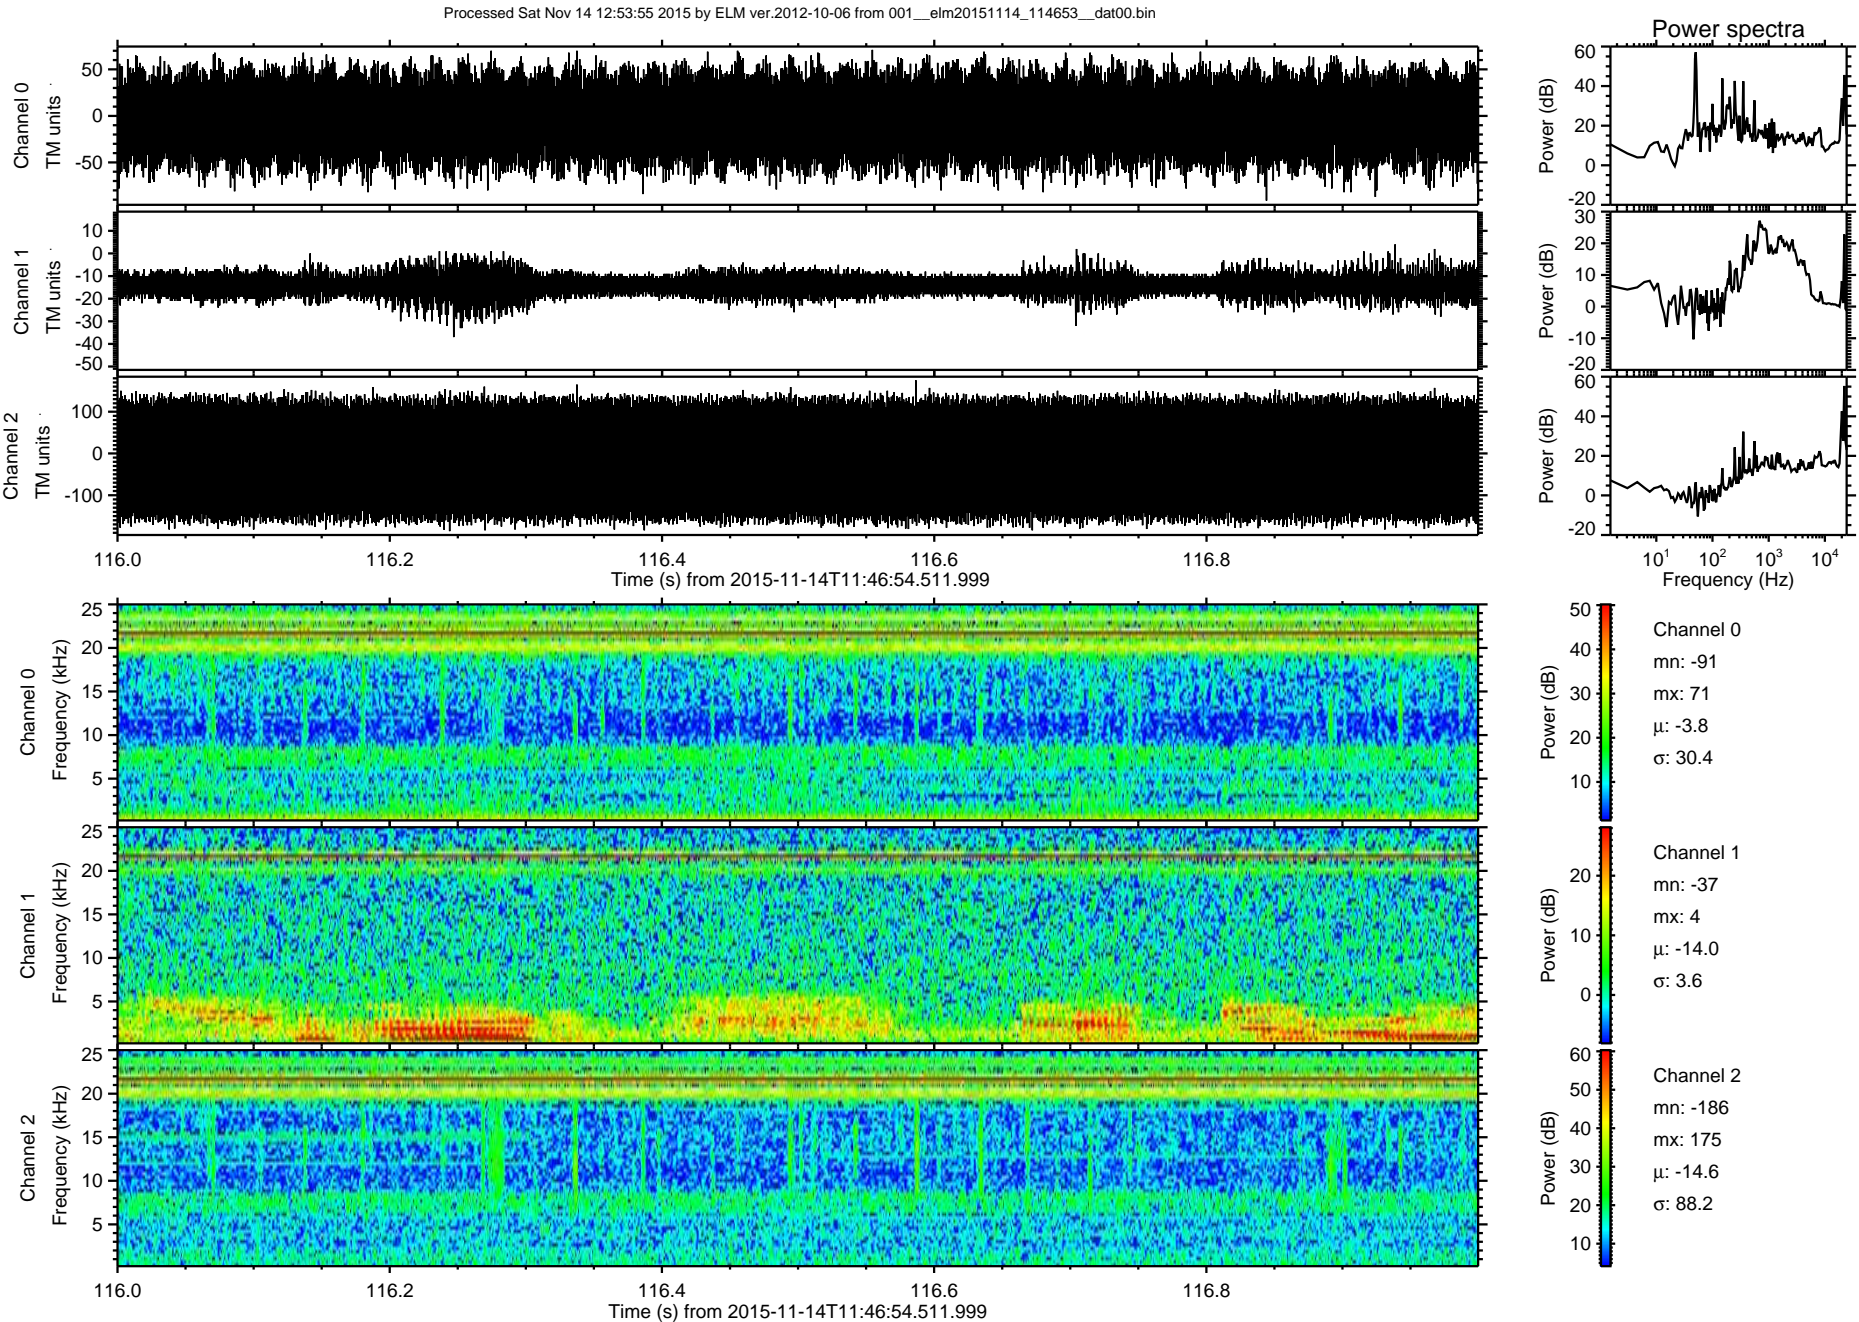 Processed Sat Nov 14 12:53:55 2015 by ELM ver.2012-10-06 from 001__elm20151114_114653__dat00.bin
Power spectra
Channel 0
TM units
50
0
-50
Power (dB)
60
40
20
0
-20
Channel 1
TM units
10
0
-10
-20
-30
-40
-50
Power (dB)
30
20
10
0
-10
-20
Channel 2
TM units
100
0
-100
Power (dB)
60
40
20
0
-20
116.0 116.2 116.4 116.6 116.8
Time (s) from 2015-11-14T11:46:54.511.999
10^1 10^2 10^3 10^4
Frequency (Hz)
Channel 0
Frequency (kHz)
25
20
15
10
5
Power (dB)
50
40
30
20
10
Channel 0
mn: -91
mx: 71
μ: -3.8
σ: 30.4
Channel 1
Frequency (kHz)
25
20
15
10
5
Power (dB)
20
10
0
Channel 1
mn: -37
mx: 4
μ: -14.0
σ: 3.6
Channel 2
Frequency (kHz)
25
20
15
10
5
Power (dB)
60
50
40
30
20
10
Channel 2
mn: -186
mx: 175
μ: -14.6
σ: 88.2
116.0 116.2 116.4 116.6 116.8
Time (s) from 2015-11-14T11:46:54.511.999